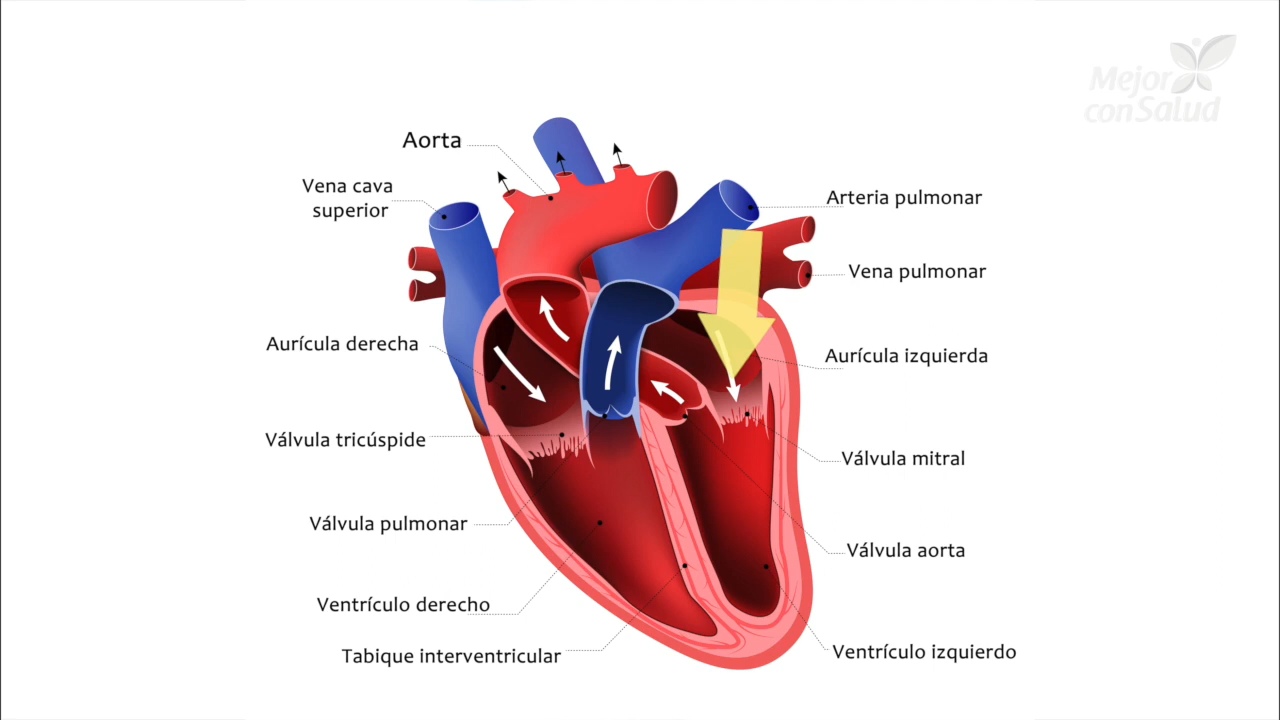 Mejor
conSalud
Aorta
Vena cava
superior
Arteria pulmonar
Vena pulmonar
Aurícula derecha
Aurícula izquierda
Válvula tricúspide
Válvula mitral
Válvula pulmonar
Válvula aorta
Ventrículo derecho
Tabique interventricular
Ventrículo izquierdo